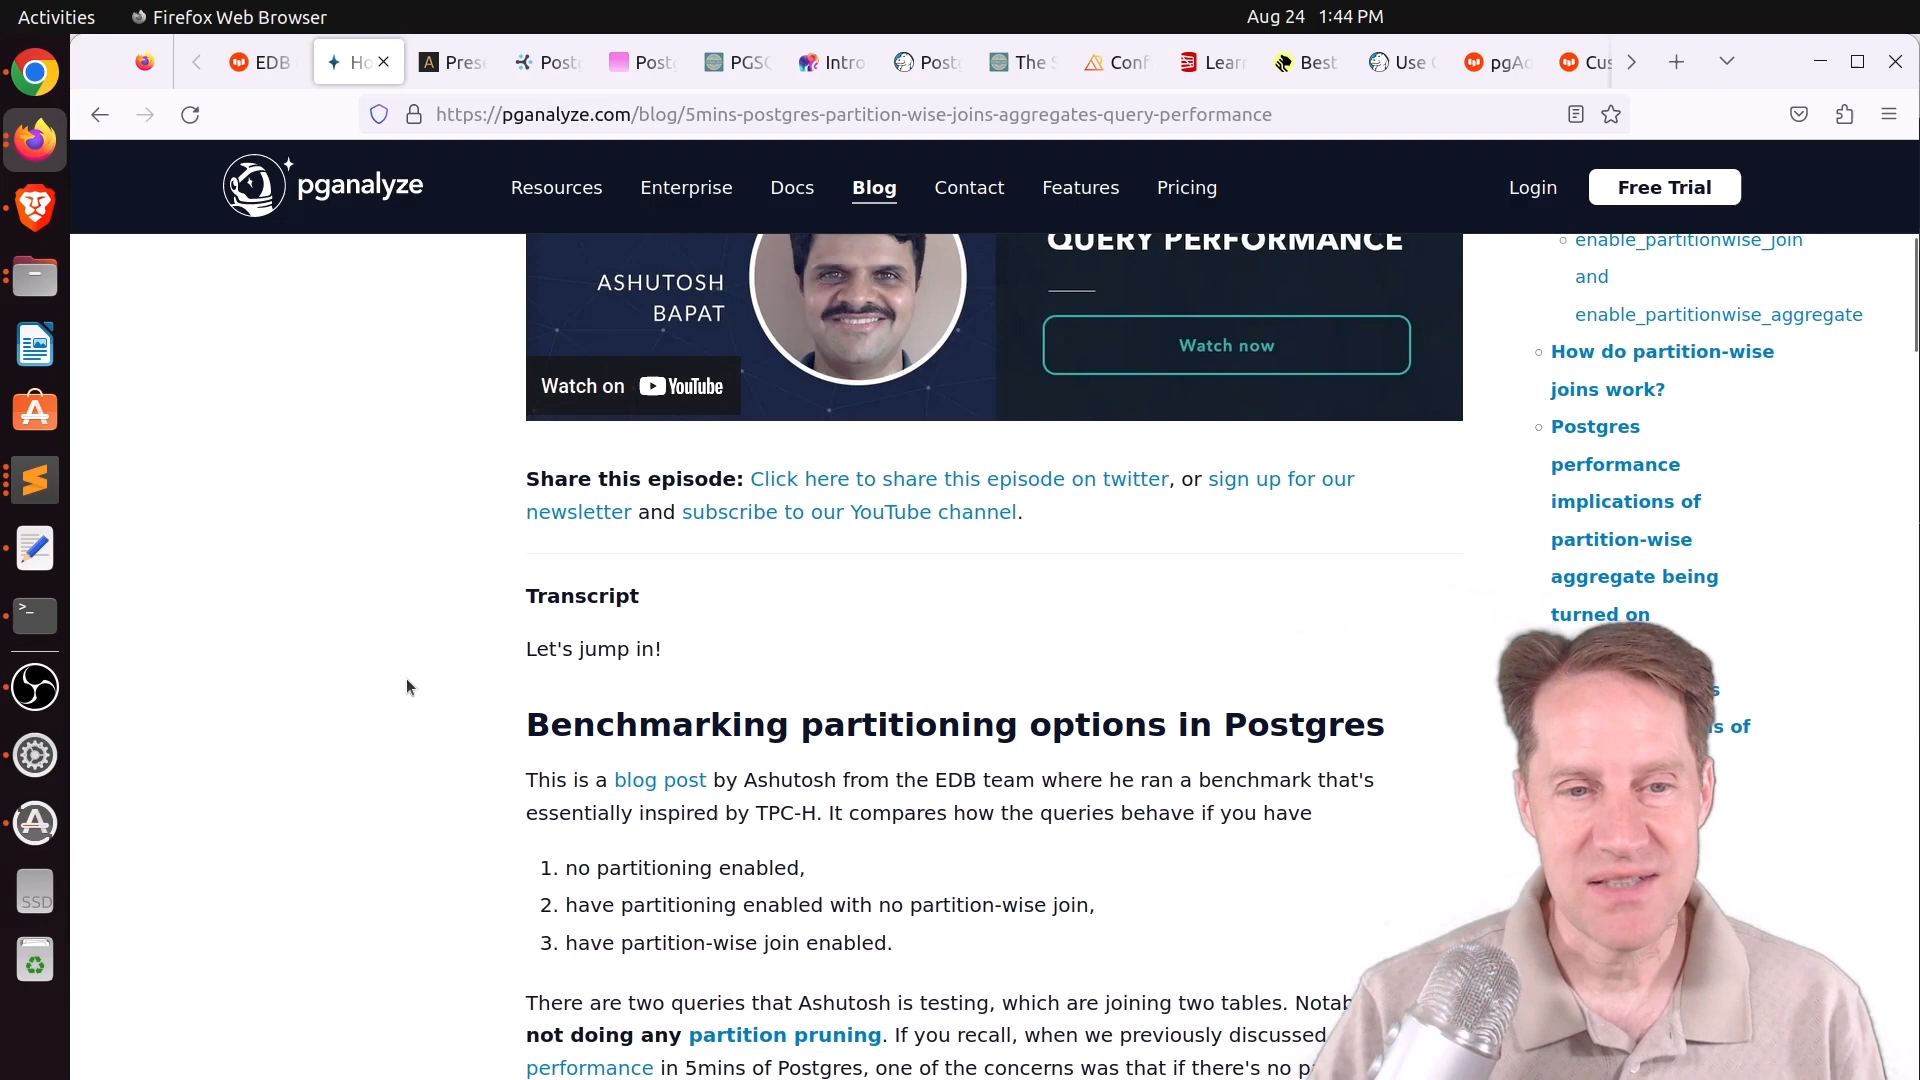 Activities Firefox Web Browser Aug 24 1:44 PM
EDB Ho Pres Post Post PGSQ Intro Post The S Conf Lear Best Use pgAd Cus
https://pganalyze.com/blog/5mins-postgres-partition-wise-joins-aggregates-query-performance
pganalyze Resources Enterprise Docs Blog Contact Features Pricing Login Free Trial
QUERY PERFORMANCE
ASHUTOSH
BAPAT
Watch now
Watch on YouTube
enable_partitionwise_join
and
enable_partitionwise_aggregate
How do partition-wise
joins work?
Postgres
performance
implications of
partition-wise
aggregate being
turned on
s
s of
Share this episode: Click here to share this episode on twitter, or sign up for our
newsletter and subscribe to our YouTube channel.
Transcript
Let's jump in!
Benchmarking partitioning options in Postgres
This is a blog post by Ashutosh from the EDB team where he ran a benchmark that's
essentially inspired by TPC-H. It compares how the queries behave if you have
1. no partitioning enabled,
2. have partitioning enabled with no partition-wise join,
3. have partition-wise join enabled.
There are two queries that Ashutosh is testing, which are joining two tables. Notab
not doing any partition pruning. If you recall, when we previously discussed
performance in 5mins of Postgres, one of the concerns was that if there's no p
SSD